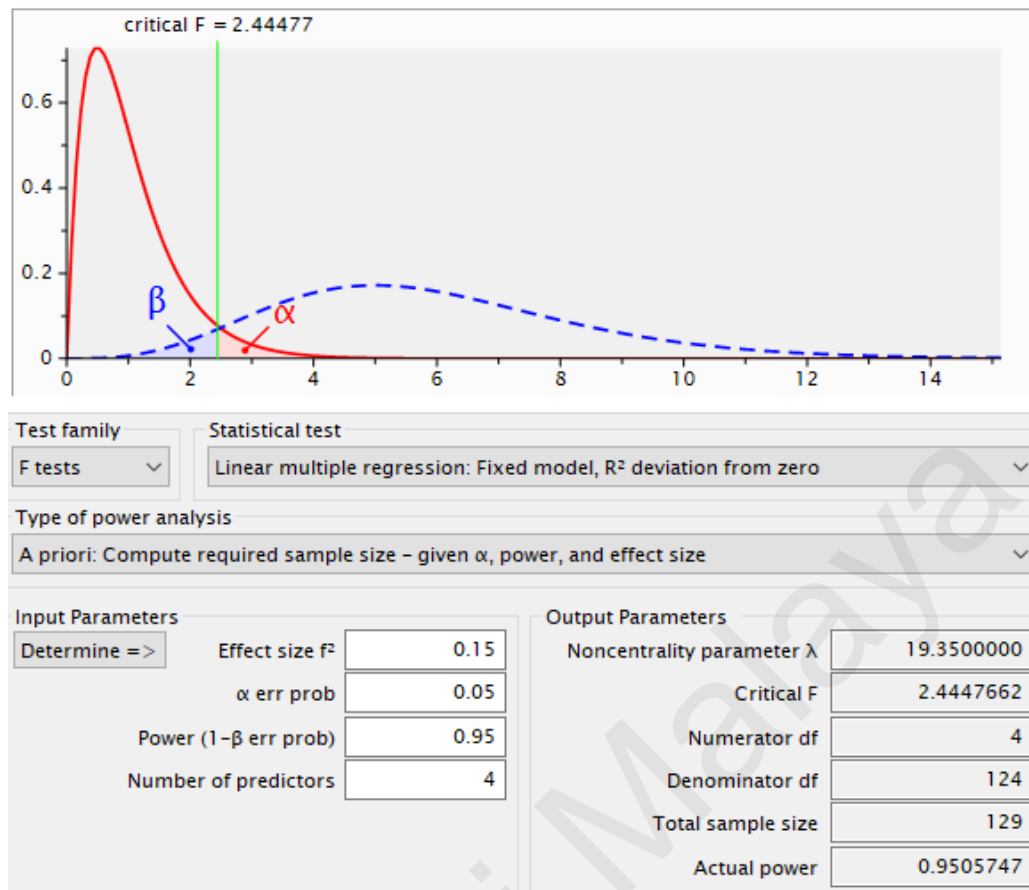 critical F = 2.44477
0.6
0.4
0.2
0
β
α
0 2 4 6 8 10 12 14
Test family Statistical test
F tests Linear multiple regression: Fixed model, R² deviation from zero
Type of power analysis
A priori: Compute required sample size – given α, power, and effect size
Input Parameters Output Parameters
Determine => Effect size f² 0.15 Noncentrality parameter λ 19.3500000
α err prob 0.05 Critical F 2.4447662
Power (1-β err prob) 0.95 Numerator df 4
Number of predictors 4 Denominator df 124
Total sample size 129
Actual power 0.9505747
Malaya